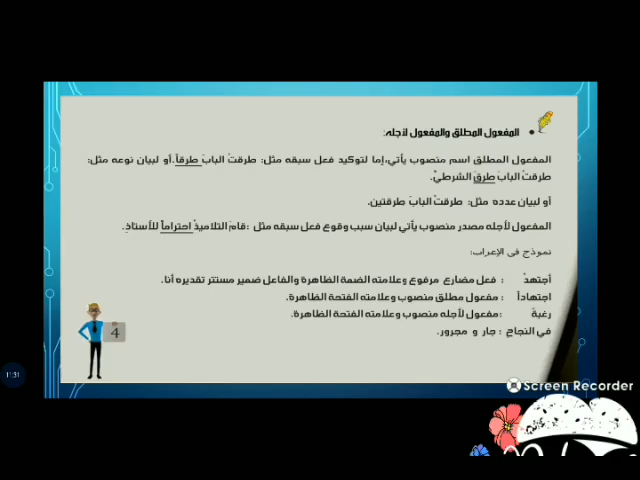 المفعول المطلق والمفعول لأجله:
المفعول المطلق اسم منصوب يأتي،إما لتوكيد فعل سبقه مثل: طرقتُ البابَ طرقاً.أو لبيان نوعه مثل:
طرقتُ البابَ طرقَ الشرطيِّ.
أو لبيان عدده مثل: طرقتُ البابَ طرقتين.
المفعول لأجله مصدر منصوب يأتي لبيان سبب وقوع فعل سبقه مثل :قامَ التلاميذُ احتراماً للأستاذِ.
نموذج في الإعراب:
أجتهدُ : فعل مضارع مرفوع وعلامته الضمة الظاهرة والفاعل ضمير مستتر تقديره أنا.
اجتهاداً : مفعول مطلق منصوب وعلامته الفتحة الظاهرة.
رغبةً :مفعول لأجله منصوب وعلامته الفتحة الظاهرة.
في النجاح : جار و مجرور.
4
11:31
Screen Recorder